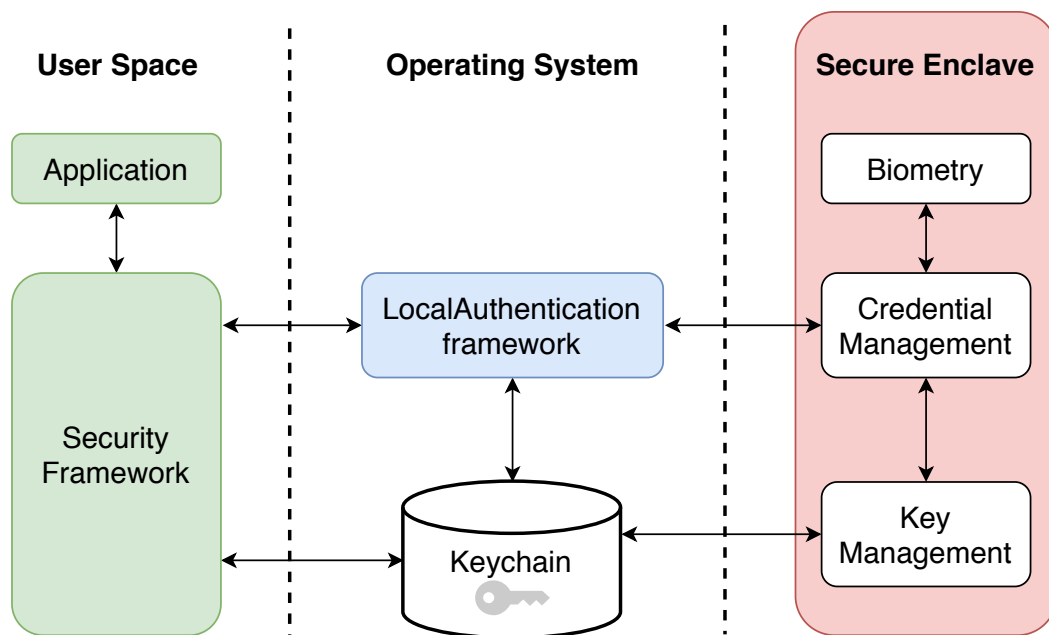 User Space
Operating System
Secure Enclave
Application
Biometry
Security
Framework
LocalAuthentication
framework
Credential
Management
Keychain
Key
Management